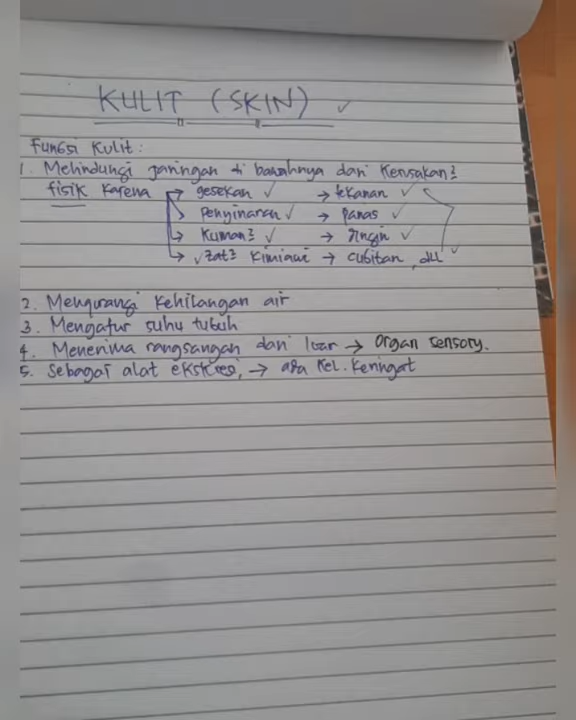 KULIT (SKIN) ✓
Fungsi Kulit :
1. Melindungi jaringan di bawahnya dari Kerusakan²
fisik Karena → gesekan ✓ → tekanan ✓
→ Penyinaran ✓ → panas ✓
→ Kuman² ✓ → dingin ✓
→ Zat² Kimiawi → cubitan, dll ✓
2. Mengurangi Kehilangan air
3. Mengatur suhu tubuh
4. Menerima rangsangan dari luar → organ sensory.
5. Sebagai alat ekskresi, → ada Kel. Keringat